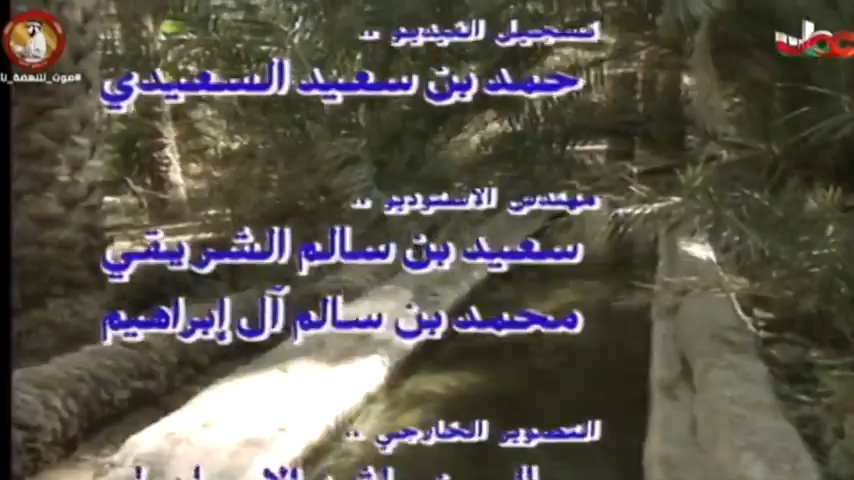 تسجيل الفيديو ..
حمد بن سعيد السعيدي
#صوت_للنهضة_نا
مهندس الاستوديو ..
سعيد بن سالم الشريقي
محمد بن سالم آل إبراهيم
التصوير الخارجي ..